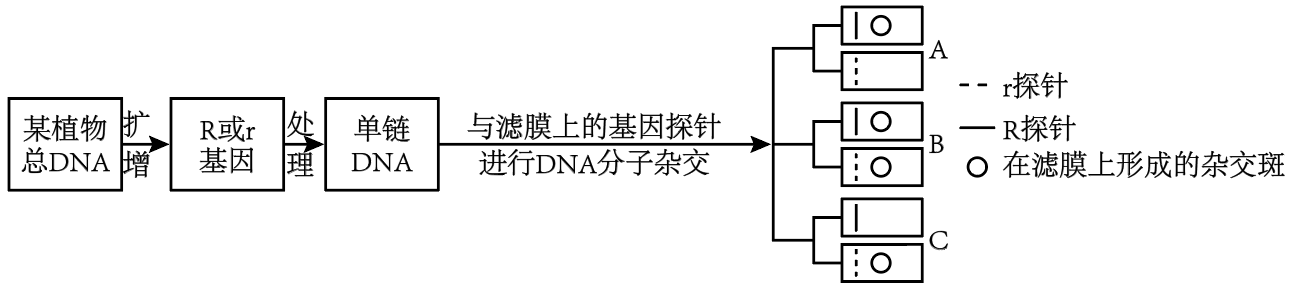 某植物
总DNA
扩
增
R或r
基因
处
理
单链
DNA
与滤膜上的基因探针
进行DNA分子杂交
A
B
C
r探针
R探针
在滤膜上形成的杂交斑